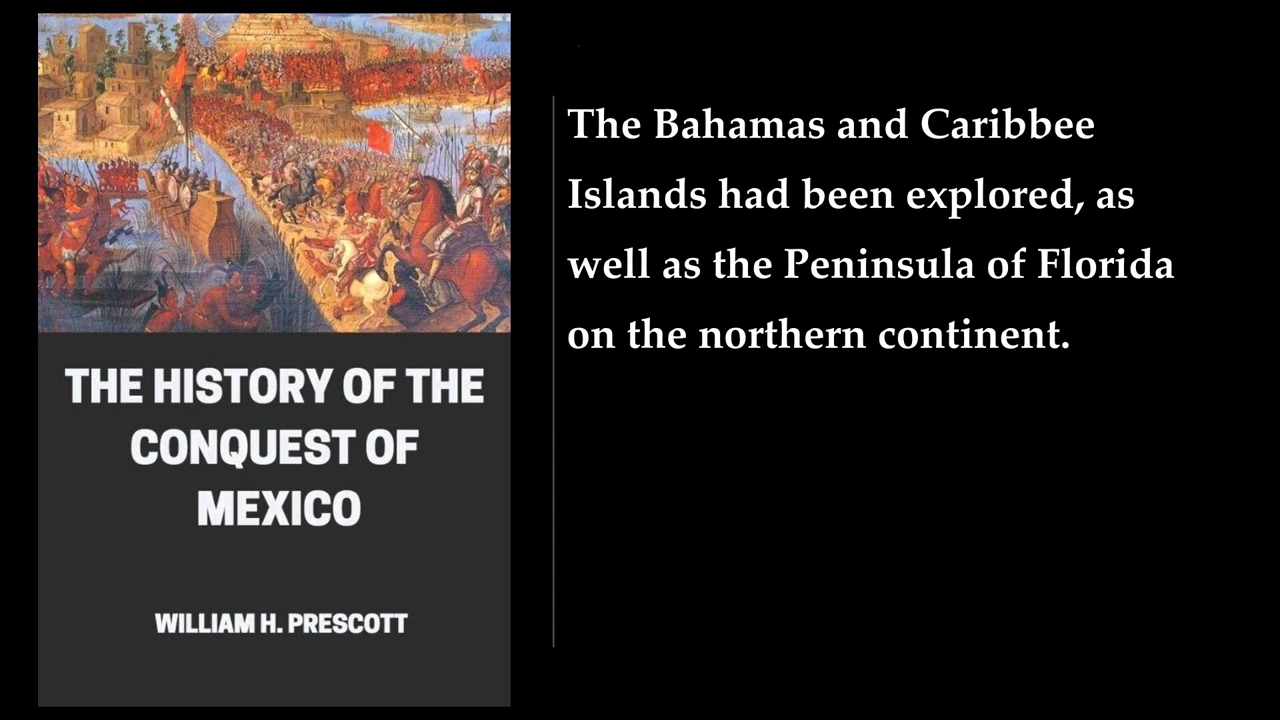 THE HISTORY OF THE
CONQUEST OF
MEXICO
WILLIAM H. PRESCOTT
The Bahamas and Caribbee
Islands had been explored, as
well as the Peninsula of Florida
on the northern continent.